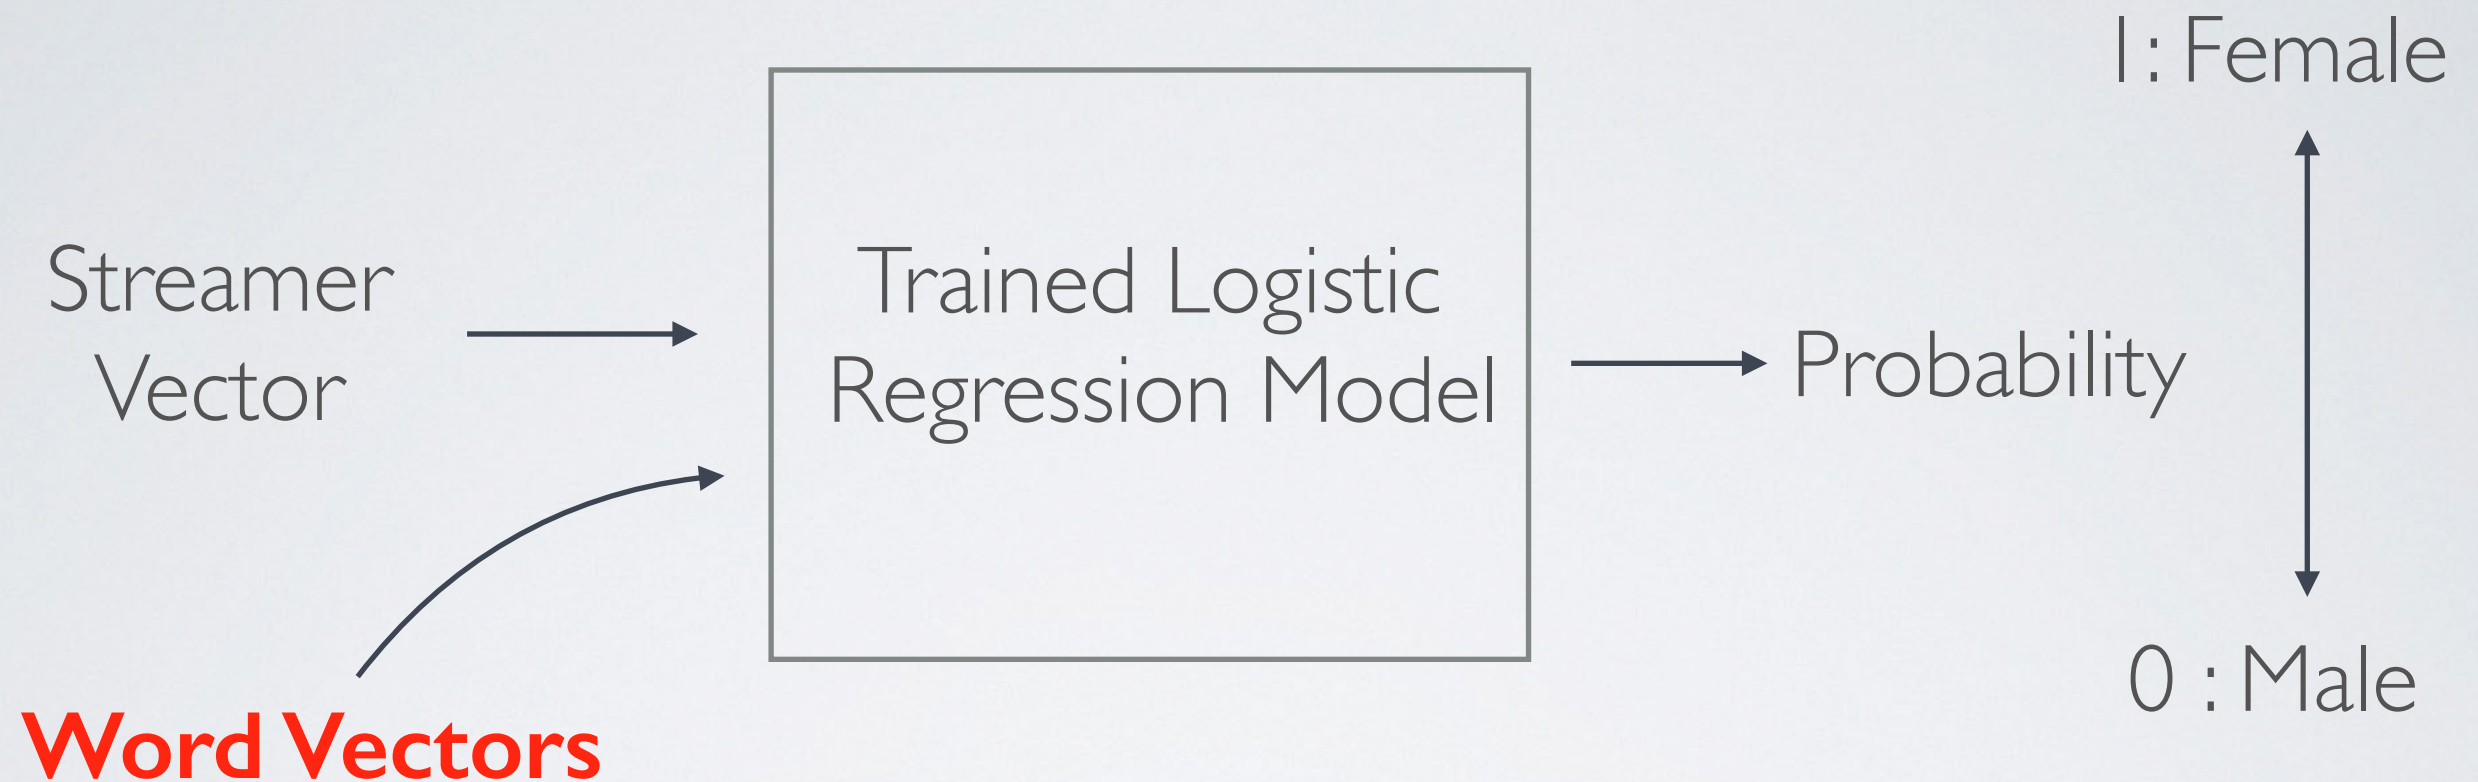 1 : Female
Streamer
Vector
Trained Logistic
Regression Model
Probability
0 : Male
Word Vectors